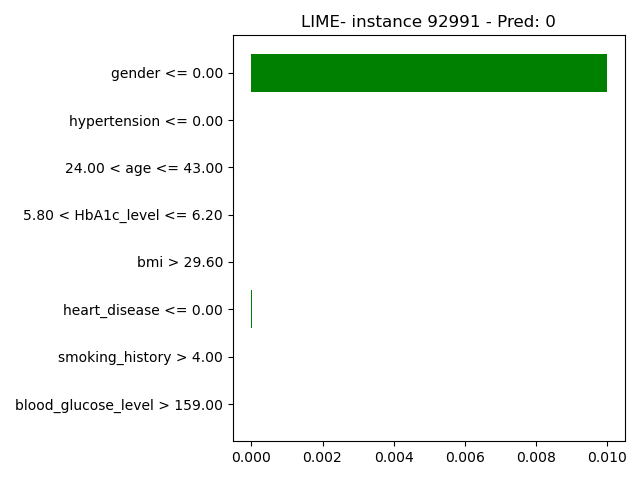 LIME- instance 92991 - Pred: 0
gender <= 0.00
hypertension <= 0.00
24.00 < age <= 43.00
5.80 < HbA1c_level <= 6.20
bmi > 29.60
heart_disease <= 0.00
smoking_history > 4.00
blood_glucose_level > 159.00
0.000 0.002 0.004 0.006 0.008 0.010